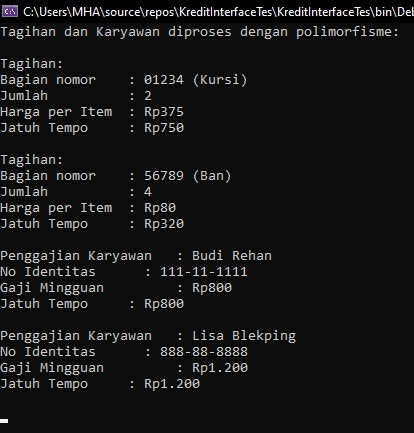 C:\Users\MHA\source\repos\KreditInterfaceTes\KreditInterfaceTes\bin\Deb
Tagihan dan Karyawan diproses dengan polimorfisme:
Tagihan:
Bagian nomor    : 01234 (Kursi)
Jumlah          : 2
Harga per Item  : Rp375
Jatuh Tempo     : Rp750
Tagihan:
Bagian nomor    : 56789 (Ban)
Jumlah          : 4
Harga per Item  : Rp80
Jatuh Tempo     : Rp320
Penggajian Karyawan   : Budi Rehan
No Identitas      : 111-11-1111
Gaji Mingguan         : Rp800
Jatuh Tempo     : Rp800
Penggajian Karyawan   : Lisa Blekping
No Identitas      : 888-88-8888
Gaji Mingguan         : Rp1.200
Jatuh Tempo     : Rp1.200